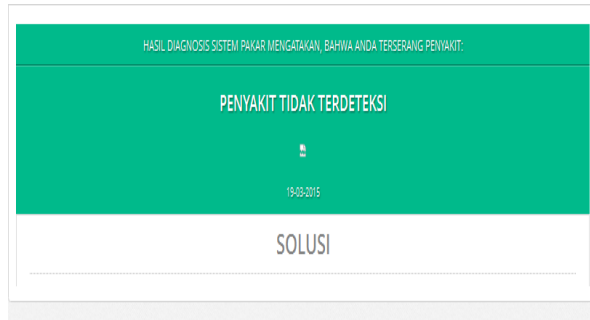 HASIL DIAGNOSIS SISTEM PAKAR MENGATAKAN, BAHWA ANDA TERSERANG PENYAKIT:
PENYAKIT TIDAK TERDETEKSI
19-03-2015
SOLUSI